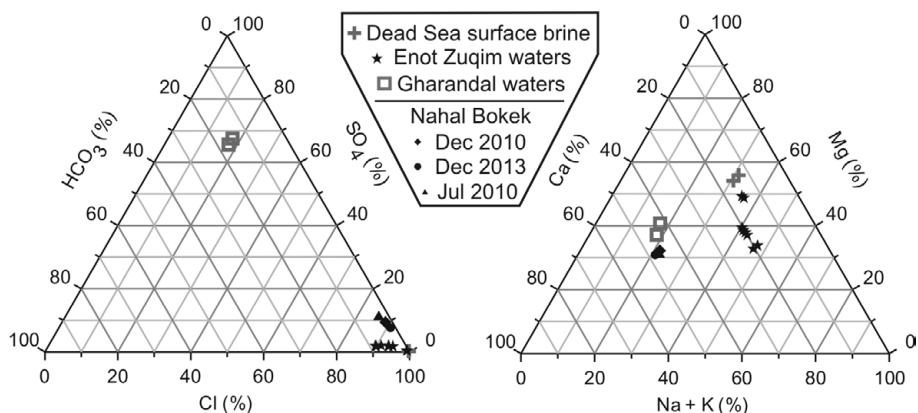 0 100
20 80
40 60
60 40
80 20
100 0
0 20 40 60 80 100
HCO3 (%)
SO4 (%)
Cl (%)
Dead Sea surface brine
Enot Zuqim waters
Gharandal waters
Nahal Bokek
Dec 2010
Dec 2013
Jul 2010
0 100
20 80
40 60
60 40
80 20
100 0
0 20 40 60 80 100
Ca (%)
Mg (%)
Na + K (%)